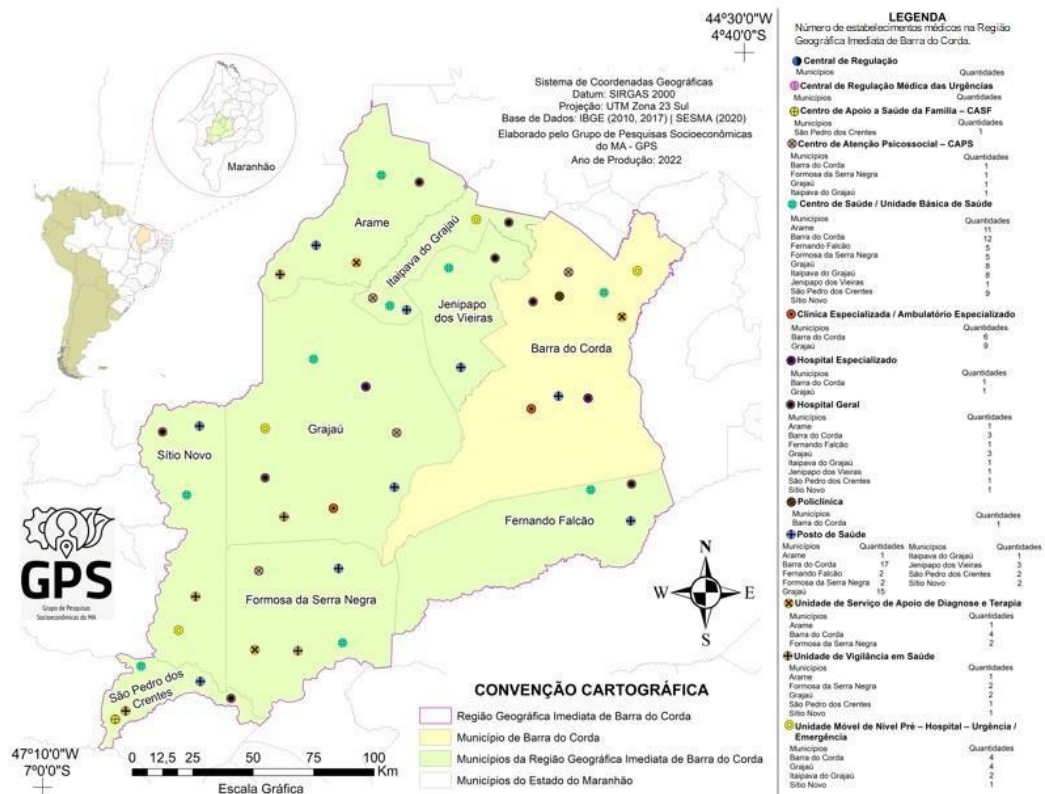 44º30'0"W
4º40'0"S
Sistema de Coordenadas Geográficas
Datum: SIRGAS 2000
Projeção: UTM Zona 23 Sul
Base de Dados: IBGE (2010, 2017) | SESMA (2020)
Elaborado pelo Grupo de Pesquisas Socioeconômicas
do MA - GPS
Ano de Produção: 2022
Maranhão
Arame
Itaipava do Grajaú
Jenipapo
dos Vieiras
Barra do Corda
Grajaú
Sítio Novo
Fernando Falcão
Formosa da Serra Negra
São Pedro dos
Crentes
GPS
Grupo de Pesquisas
Socioeconômicas do MA
N
W
E
S
47º10'0"W
7º0'0"S
0 12,5 25 50 75 100
Km
Escala Gráfica
CONVENÇÃO CARTOGRÁFICA
Região Geográfica Imediata de Barra do Corda
Município de Barra do Corda
Municípios da Região Geográfica Imediata de Barra do Corda
Municípios do Estado do Maranhão
LEGENDA
Número de estabelecimentos médicos na Região
Geográfica Imediata de Barra do Corda.
Central de Regulação
Municípios Quantidades
Central de Regulação Médica das Urgências
Municípios Quantidades
Centro de Apoio a Saúde da Família – CASF
Municípios Quantidades
São Pedro dos Crentes 1
Centro de Atenção Psicossocial – CAPS
Municípios Quantidades
Barra do Corda 1
Formosa da Serra Negra 1
Grajaú 1
Itaipava do Grajaú 1
Centro de Saúde / Unidade Básica de Saúde
Municípios Quantidades
Arame 11
Barra do Corda 12
Fernando Falcão 5
Formosa da Serra Negra 5
Grajaú 8
Itaipava do Grajaú 8
Jenipapo dos Vieiras 1
São Pedro dos Crentes 9
Sítio Novo
Clínica Especializada / Ambulatório Especializado
Municípios Quantidades
Barra do Corda 6
Grajaú 9
Hospital Especializado
Municípios Quantidades
Barra do Corda 1
Grajaú 1
Hospital Geral
Municípios Quantidades
Arame 1
Barra do Corda 3
Fernando Falcão 1
Grajaú 3
Itaipava do Grajaú 1
Jenipapo dos Vieiras 1
São Pedro dos Crentes 1
Sítio Novo 1
Policlínica
Municípios Quantidades
Barra do Corda 1
Posto de Saúde
Municípios Quantidades Municípios Quantidades
Arame 1 Itaipava do Grajaú 1
Barra do Corda 17 Jenipapo dos Vieiras 3
Fernando Falcão 2 São Pedro dos Crentes 2
Formosa da Serra Negra 2 Sítio Novo 2
Grajaú 15
Unidade de Serviço de Apoio de Diagnose e Terapia
Municípios Quantidades
Arame 1
Barra do Corda 4
Formosa da Serra Negra 2
Unidade de Vigilância em Saúde
Municípios Quantidades
Arame 1
Formosa da Serra Negra 2
Grajaú 2
São Pedro dos Crentes 1
Sítio Novo 1
Unidade Móvel de Nível Pré – Hospital – Urgência /
Emergência
Municípios Quantidades
Barra do Corda 4
Grajaú 4
Itaipava do Grajaú 2
Sítio Novo 1